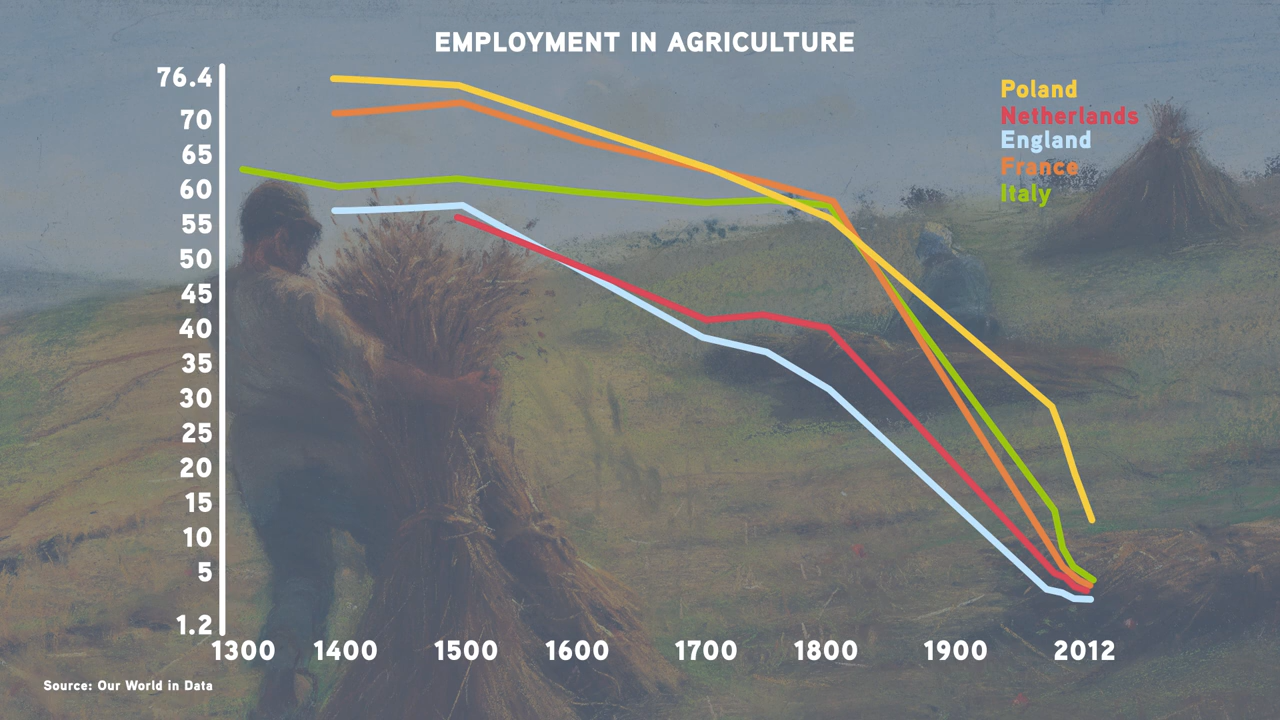 EMPLOYMENT IN AGRICULTURE
76.4
70
65
60
55
50
45
40
35
30
25
20
15
10
5
1.2
1300 1400 1500 1600 1700 1800 1900 2012
Poland
Netherlands
England
France
Italy
Source: Our World in Data